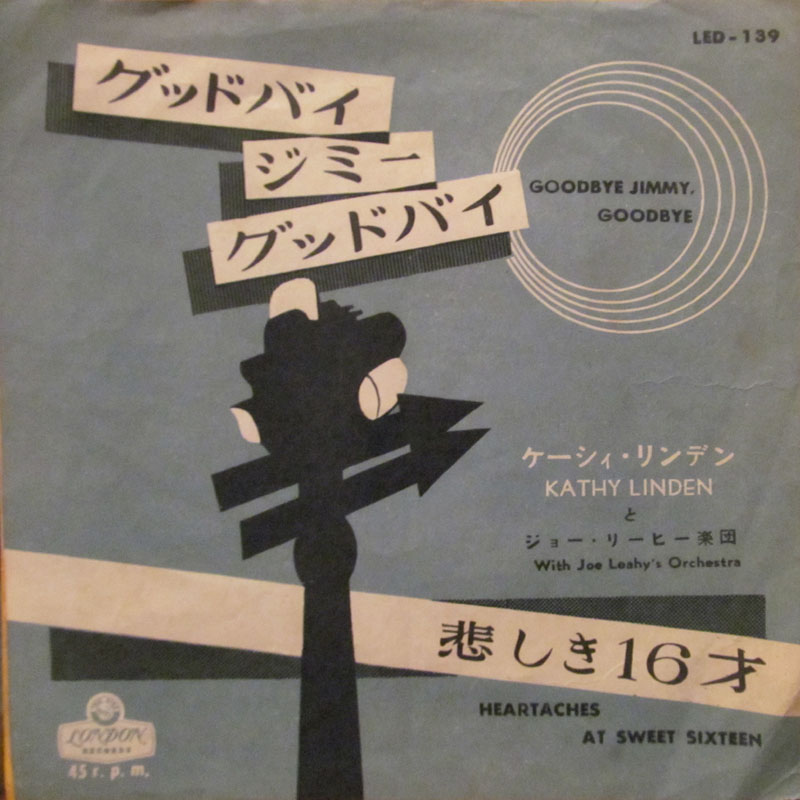 LED-139
グッドバイ
ジミー
グッドバイ
GOODBYE JIMMY,
GOODBYE
ケーシィ・リンデン
KATHY LINDEN
と
ジョー・リーヒー楽団
With Joe Leahy's Orchestra
悲しき16才
HEARTACHES
AT SWEET SIXTEEN
LONDON
RECORDS
45 r. p. m.